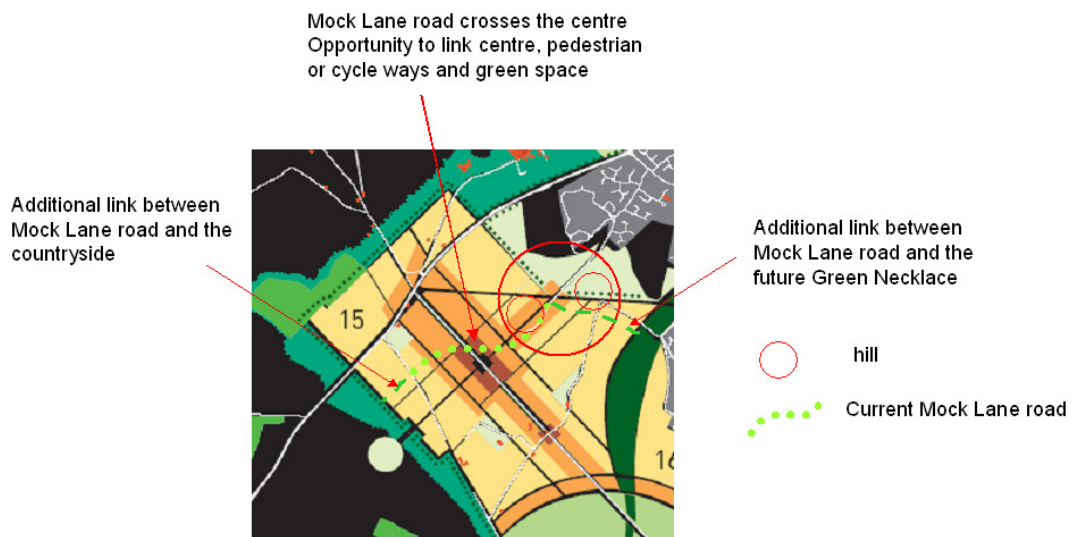 Mock Lane road crosses the centre
Opportunity to link centre, pedestrian
or cycle ways and green space
Additional link between
Mock Lane road and the
countryside
Additional link between
Mock Lane road and the
future Green Necklace
15
hill
Current Mock Lane road
16